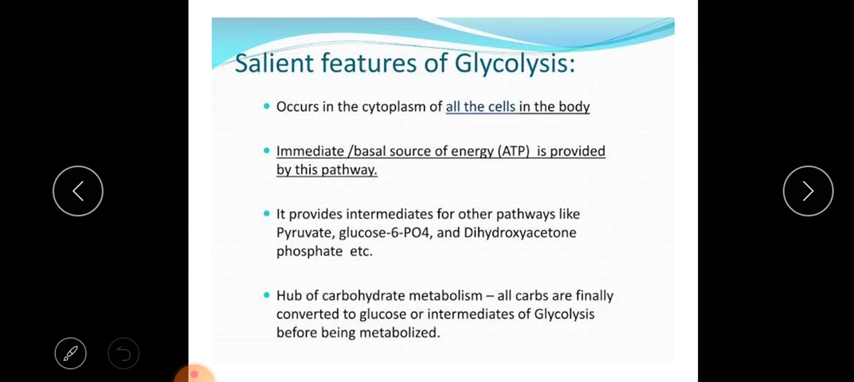 Salient features of Glycolysis:
• Occurs in the cytoplasm of all the cells in the body
• Immediate /basal source of energy (ATP) is provided
by this pathway.
• It provides intermediates for other pathways like
Pyruvate, glucose-6-PO4, and Dihydroxyacetone
phosphate etc.
• Hub of carbohydrate metabolism – all carbs are finally
converted to glucose or intermediates of Glycolysis
before being metabolized.